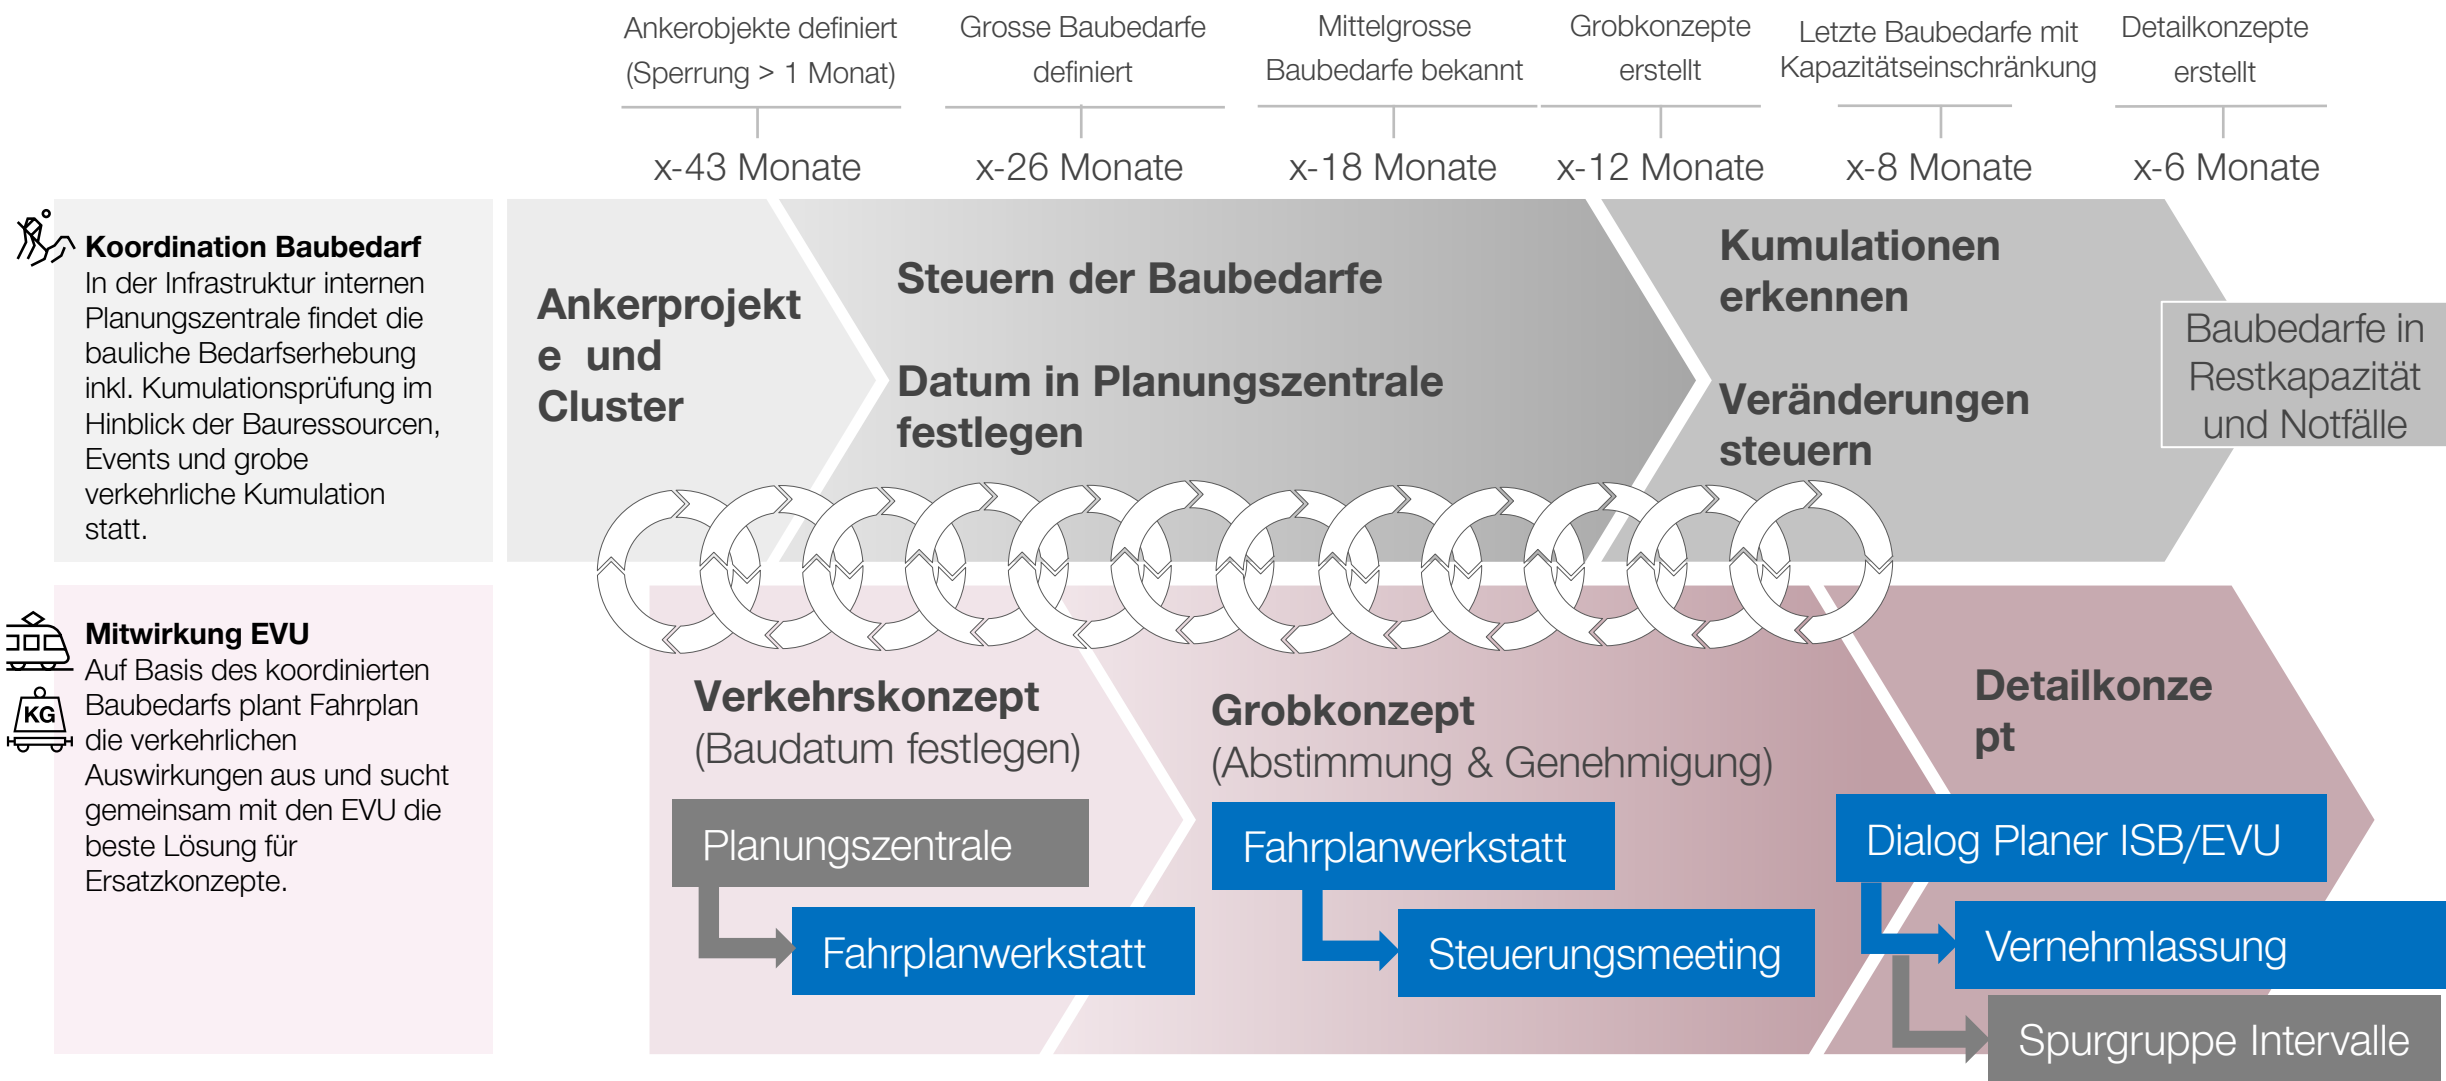 Ankerobjekte definiert
(Sperrung > 1 Monat)
Grosse Baubedarfe
definiert
Mittelgrosse
Baubedarfe bekannt
Grobkonzepte
erstellt
Letzte Baubedarfe mit
Kapazitätseinschränkung
Detailkonzepte
erstellt
x-43 Monate
x-26 Monate
x-18 Monate
x-12 Monate
x-8 Monate
x-6 Monate
Koordination Baubedarf
In der Infrastruktur internen
Planungszentrale findet die
bauliche Bedarfserhebung
inkl. Kumulationsprüfung im
Hinblick der Bauressourcen,
Events und grobe
verkehrliche Kumulation
statt.
Ankerprojekt
e und
Cluster
Steuern der Baubedarfe
Datum in Planungszentrale
festlegen
Kumulationen
erkennen
Veränderungen
steuern
Baubedarfe in
Restkapazität
und Notfälle
Mitwirkung EVU
Auf Basis des koordinierten
Baubedarfs plant Fahrplan
die verkehrlichen
Auswirkungen aus und sucht
gemeinsam mit den EVU die
beste Lösung für
Ersatzkonzepte.
KG
Verkehrskonzept
(Baudatum festlegen)
Planungszentrale
Fahrplanwerkstatt
Grobkonzept
(Abstimmung & Genehmigung)
Fahrplanwerkstatt
Steuerungsmeeting
Detailkonze
pt
Dialog Planer ISB/EVU
Vernehmlassung
Spurgruppe Intervalle